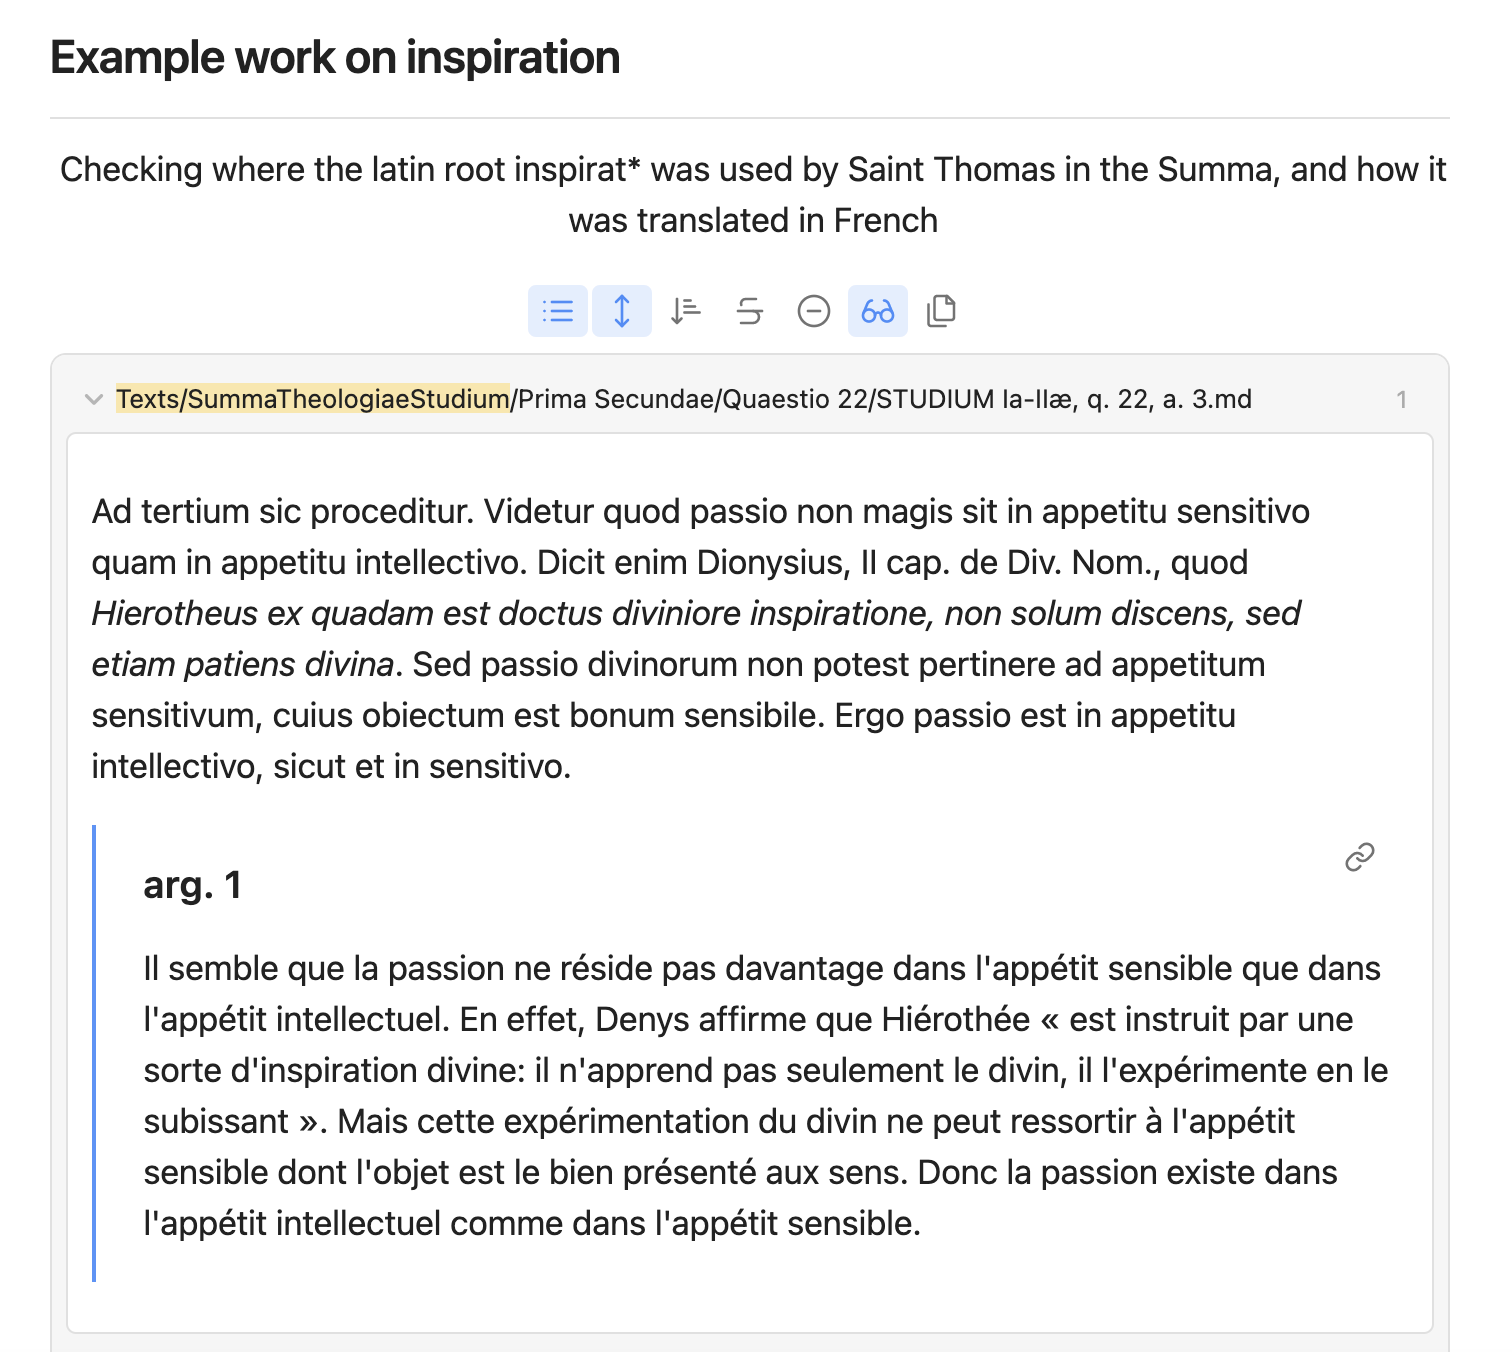 Example work on inspiration
Checking where the latin root inspirat* was used by Saint Thomas in the Summa, and how it
was translated in French
Texts/SummaTheologiaeStudium/Prima Secundae/Quaestio 22/STUDIUM Ia-IIæ, q. 22, a. 3.md 1
Ad tertium sic proceditur. Videtur quod passio non magis sit in appetitu sensitivo
quam in appetitu intellectivo. Dicit enim Dionysius, II cap. de Div. Nom., quod
Hierotheus ex quadam est doctus diviniore inspiratione, non solum discens, sed
etiam patiens divina. Sed passio divinorum non potest pertinere ad appetitum
sensitivum, cuius obiectum est bonum sensibile. Ergo passio est in appetitu
intellectivo, sicut et in sensitivo.
arg. 1
Il semble que la passion ne réside pas davantage dans l'appétit sensible que dans
l'appétit intellectuel. En effet, Denys affirme que Hiérothée « est instruit par une
sorte d'inspiration divine: il n'apprend pas seulement le divin, il l'expérimente en le
subissant ». Mais cette expérimentation du divin ne peut ressortir à l'appétit
sensible dont l'objet est le bien présenté aux sens. Donc la passion existe dans
l'appétit intellectuel comme dans l'appétit sensible.